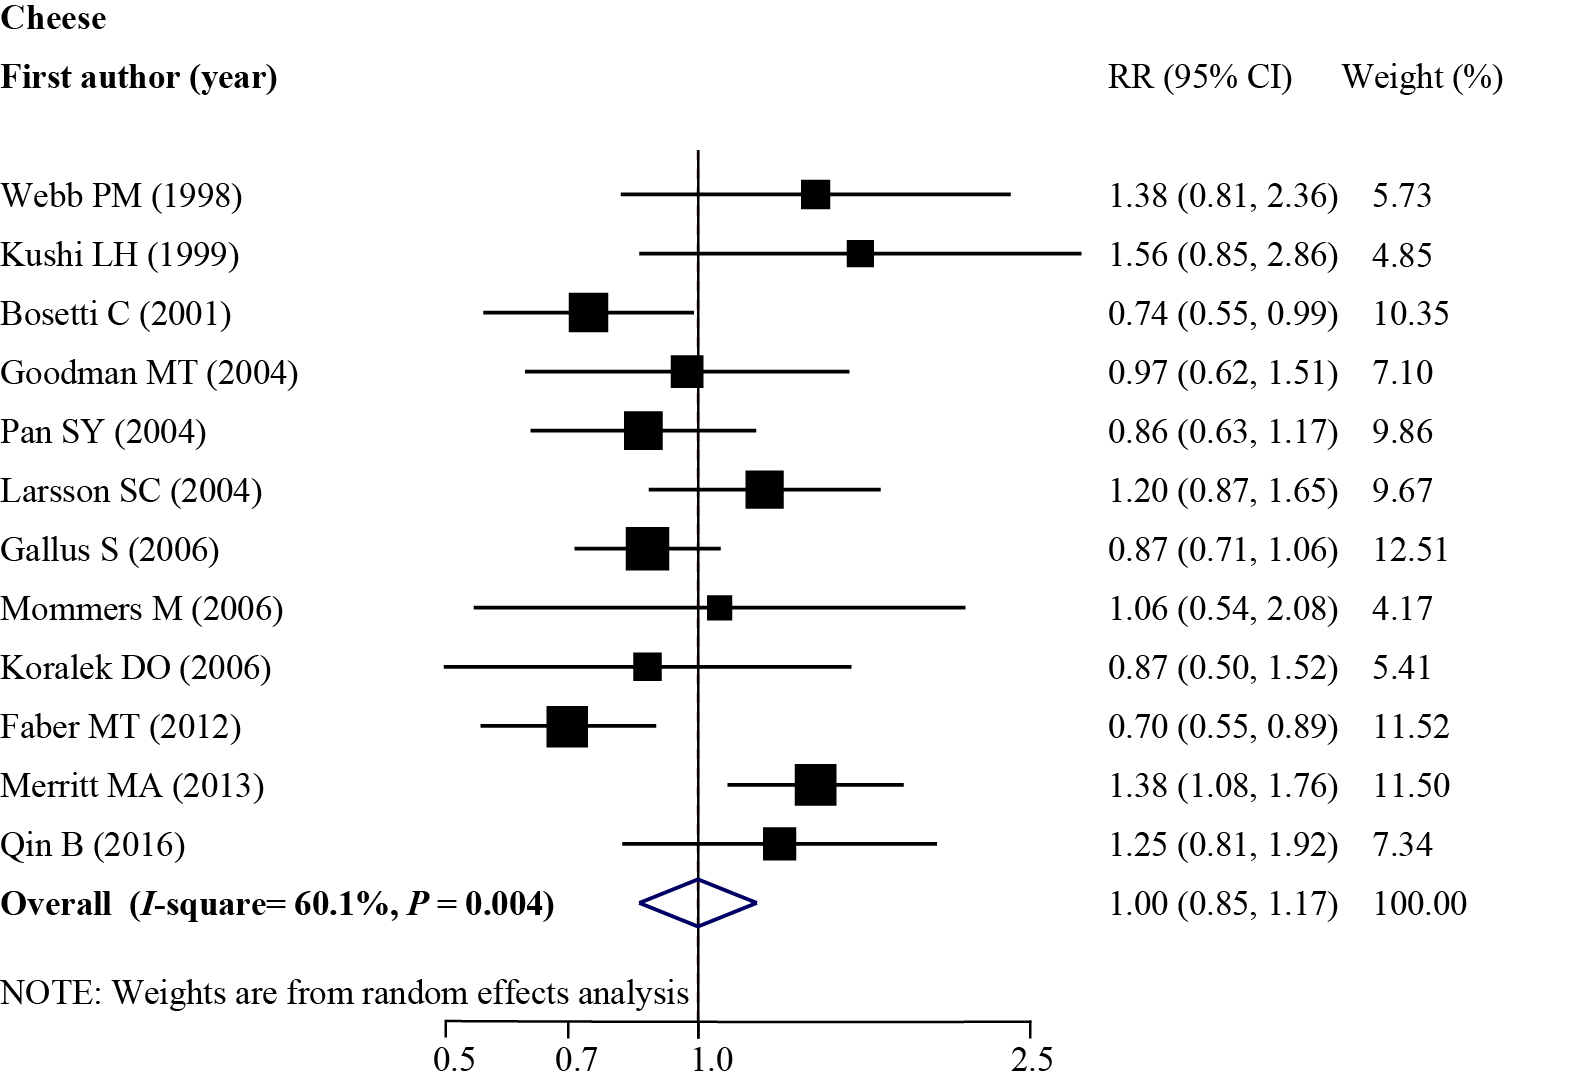 Cheese
First author (year) RR (95% CI) Weight (%)
Webb PM (1998) 1.38 (0.81, 2.36) 5.73
Kushi LH (1999) 1.56 (0.85, 2.86) 4.85
Bosetti C (2001) 0.74 (0.55, 0.99) 10.35
Goodman MT (2004) 0.97 (0.62, 1.51) 7.10
Pan SY (2004) 0.86 (0.63, 1.17) 9.86
Larsson SC (2004) 1.20 (0.87, 1.65) 9.67
Gallus S (2006) 0.87 (0.71, 1.06) 12.51
Mommers M (2006) 1.06 (0.54, 2.08) 4.17
Koralek DO (2006) 0.87 (0.50, 1.52) 5.41
Faber MT (2012) 0.70 (0.55, 0.89) 11.52
Merritt MA (2013) 1.38 (1.08, 1.76) 11.50
Qin B (2016) 1.25 (0.81, 1.92) 7.34
Overall (I-square= 60.1%, P = 0.004) 1.00 (0.85, 1.17) 100.00
NOTE: Weights are from random effects analysis
0.5 0.7 1.0 2.5